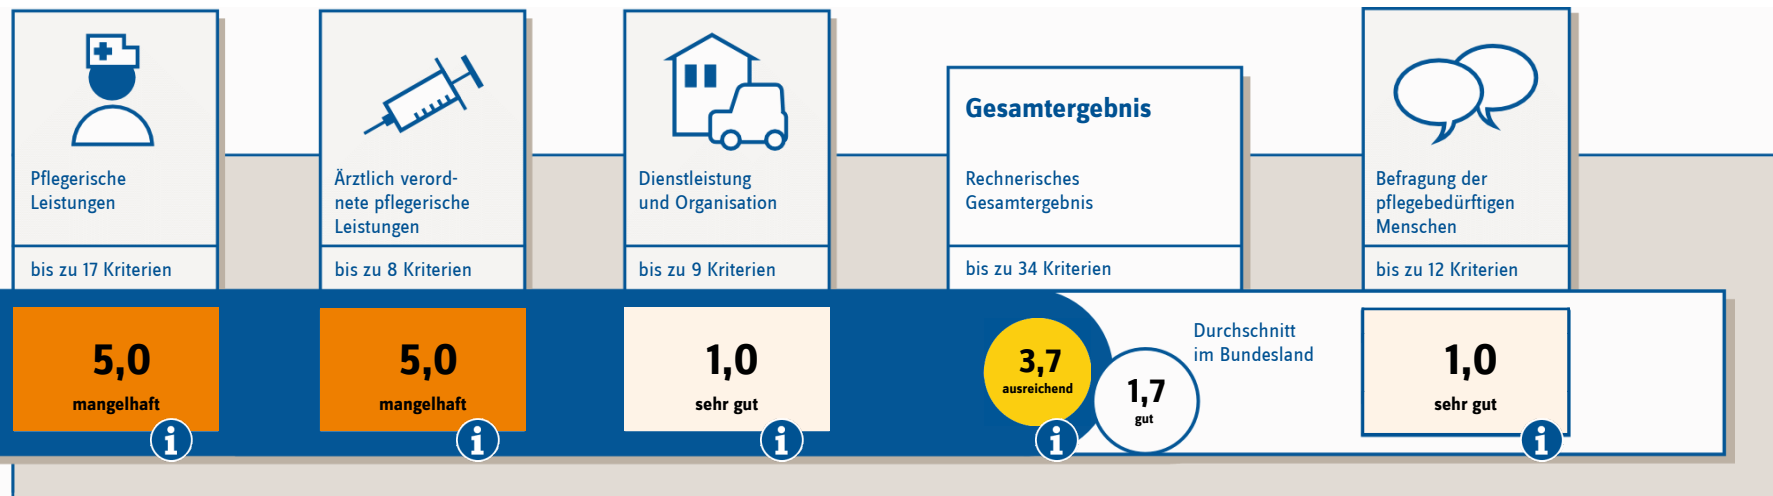 Pflegerische
Leistungen
bis zu 17 Kriterien
5,0
mangelhaft
i
Ärztlich verord-
nete pflegerische
Leistungen
bis zu 8 Kriterien
5,0
mangelhaft
i
Dienstleistung
und Organisation
bis zu 9 Kriterien
1,0
sehr gut
i
Gesamtergebnis
Rechnerisches
Gesamtergebnis
bis zu 34 Kriterien
3,7
ausreichend
i
1,7
gut
Durchschnitt
im Bundesland
Befragung der
pflegebedürftigen
Menschen
bis zu 12 Kriterien
1,0
sehr gut
i